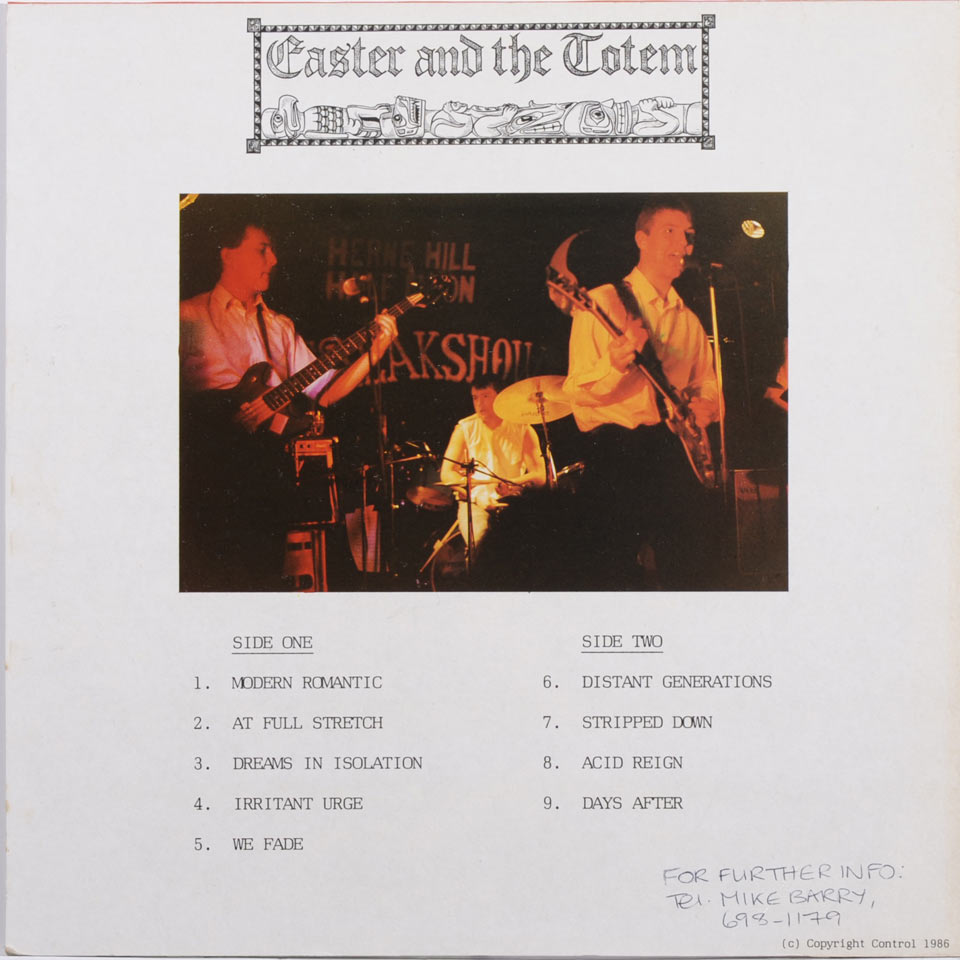 Easter and the Totem
HERNE HILL
SIDE ONE
1. MODERN ROMANTIC
2. AT FULL STRETCH
3. DREAMS IN ISOLATION
4. IRRITANT URGE
5. WE FADE
SIDE TWO
6. DISTANT GENERATIONS
7. STRIPPED DOWN
8. ACID REIGN
9. DAYS AFTER
FOR FURTHER INFO:
Tel. MIKE BARRY,
698-1179
(c) Copyright Control 1986